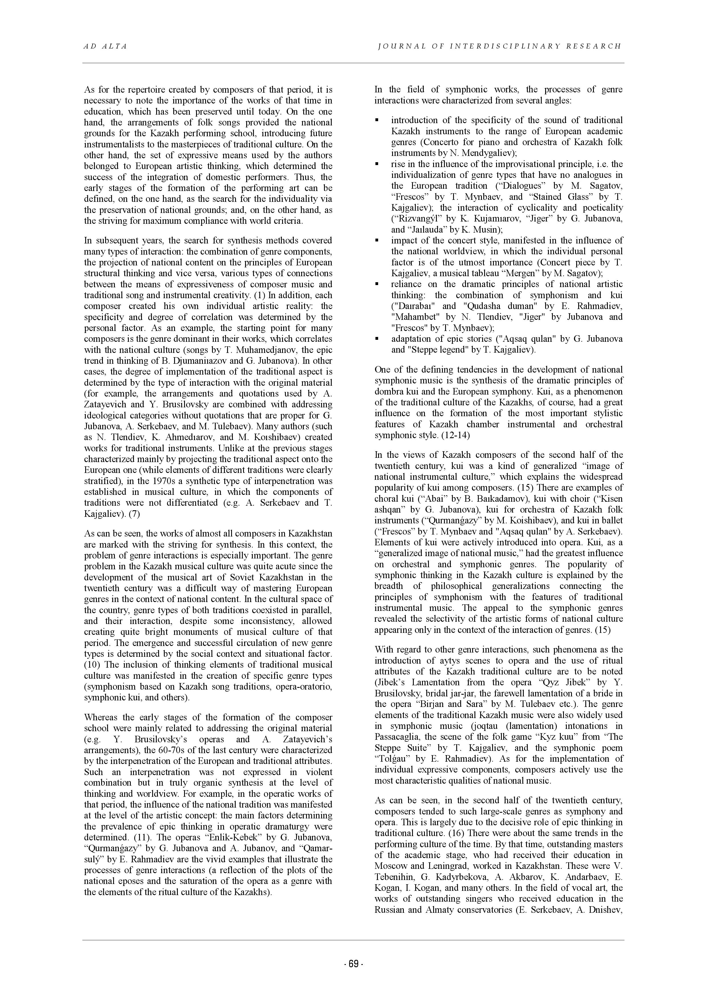 AD ALTA
JOURNAL OF INTERDISCIPLINARY RESEARCH
As for the repertoire created by composers of that period, it is
necessary to note the importance of the works of that time in
education, which has been preserved until today. On the one
hand, the arrangements of folk songs provided the national
grounds for the Kazakh performing school, introducing future
instrumentalists to the masterpieces of traditional culture. On the
other hand, the set of expressive means used by the authors
belonged to European artistic thinking, which determined the
success of the integration of domestic performers. Thus, the
early stages of the formation of the performing art can be
defined, on the one hand, as the search for the individuality via
the preservation of national grounds; and, on the other hand, as
the striving for maximum compliance with world criteria.
In subsequent years, the search for synthesis methods covered
many types of interaction: the combination of genre components,
the projection of national content on the principles of European
structural thinking and vice versa, various types of connections
between the means of expressiveness of composer music and
traditional song and instrumental creativity. (1) In addition, each
composer created his own individual artistic reality: the
specificity and degree of correlation was determined by the
personal factor. As an example, the starting point for many
composers is the genre dominant in their works, which correlates
with the national culture (songs by T. Muhamedjanov, the epic
trend in thinking of B. Djumanııazov and G. Jubanova). In other
cases, the degree of implementation of the traditional aspect is
determined by the type of interaction with the original material
(for example, the arrangements and quotations used by A.
Zatayevich and Y. Brusilovsky are combined with addressing
ideological categories without quotations that are proper for G.
Jubanova, A. Serkebaev, and M. Tulebaev). Many authors (such
as N. Tlendiev, K. Ahmedıarov, and M. Koıshibaev) created
works for traditional instruments. Unlike at the previous stages
characterized mainly by projecting the traditional aspect onto the
European one (while elements of different traditions were clearly
stratified), in the 1970s a synthetic type of interpenetration was
established in musical culture, in which the components of
traditions were not differentiated (e.g. A. Serkebaev and T.
Kajgaliev). (7)
As can be seen, the works of almost all composers in Kazakhstan
are marked with the striving for synthesis. In this context, the
problem of genre interactions is especially important. The genre
problem in the Kazakh musical culture was quite acute since the
development of the musical art of Soviet Kazakhstan in the
twentieth century was a difficult way of mastering European
genres in the context of national content. In the cultural space of
the country, genre types of both traditions coexisted in parallel,
and their interaction, despite some inconsistency, allowed
creating quite bright monuments of musical culture of that
period. The emergence and successful circulation of new genre
types is determined by the social context and situational factor.
(10) The inclusion of thinking elements of traditional musical
culture was manifested in the creation of specific genre types
(symphonism based on Kazakh song traditions, opera-oratorio,
symphonic kui, and others).
Whereas the early stages of the formation of the composer
school were mainly related to addressing the original material
(e.g. Y. Brusilovsky’s operas and A. Zatayevich’s
arrangements), the 60-70s of the last century were characterized
by the interpenetration of the European and traditional attributes.
Such an interpenetration was not expressed in violent
combination but in truly organic synthesis at the level of
thinking and worldview. For example, in the operatic works of
that period, the influence of the national tradition was manifested
at the level of the artistic concept: the main factors determining
the prevalence of epic thinking in operatic dramaturgy were
determined. (11). The operas “Enlik-Kebek” by G. Jubanova,
“Qurmanǵazy” by G. Jubanova and A. Jubanov, and “Qamar-
sulý” by E. Rahmadiev are the vivid examples that illustrate the
processes of genre interactions (a reflection of the plots of the
national eposes and the saturation of the opera as a genre with
the elements of the ritual culture of the Kazakhs).
In the field of symphonic works, the processes of genre
interactions were characterized from several angles:
▪ introduction of the specificity of the sound of traditional
Kazakh instruments to the range of European academic
genres (Concerto for piano and orchestra of Kazakh folk
instruments by N. Mendygaliev);
▪ rise in the influence of the improvisational principle, i.e. the
individualization of genre types that have no analogues in
the European tradition (“Dialogues” by M. Sagatov,
“Frescos” by T. Mynbaev, and “Stained Glass” by T.
Kajgaliev); the interaction of cyclicality and poeticality
(“Rizvangýl” by K. Kujamıarov, “Jiger” by G. Jubanova,
and “Jaılauda” by K. Musin);
▪ impact of the concert style, manifested in the influence of
the national worldview, in which the individual personal
factor is of the utmost importance (Concert piece by T.
Kajgaliev, a musical tableau “Mergen” by M. Sagatov);
▪ reliance on the dramatic principles of national artistic
thinking: the combination of symphonism and kui
("Daırabaı" and "Qudasha duman" by E. Rahmadiev,
"Mahambet" by N. Tlendiev, "Jiger" by Jubanova and
"Frescos" by T. Mynbaev);
▪ adaptation of epic stories ("Aqsaq qulan" by G. Jubanova
and "Steppe legend" by T. Kajgaliev).
One of the defining tendencies in the development of national
symphonic music is the synthesis of the dramatic principles of
dombra kui and the European symphony. Kui, as a phenomenon
of the traditional culture of the Kazakhs, of course, had a great
influence on the formation of the most important stylistic
features of Kazakh chamber instrumental and orchestral
symphonic style. (12-14)
In the views of Kazakh composers of the second half of the
twentieth century, kui was a kind of generalized “image of
national instrumental culture,” which explains the widespread
popularity of kui among composers. (15) There are examples of
choral kui (“Abai” by B. Baıkadamov), kui with choir (“Kisen
ashqan” by G. Jubanova), kui for orchestra of Kazakh folk
instruments (“Qurmanǵazy” by M. Koishibaev), and kui in ballet
(“Frescos” by T. Mynbaev and "Aqsaq qulan" by A. Serkebaev).
Elements of kui were actively introduced into opera. Kui, as a
“generalized image of national music,” had the greatest influence
on orchestral and symphonic genres. The popularity of
symphonic thinking in the Kazakh culture is explained by the
breadth of philosophical generalizations connecting the
principles of symphonism with the features of traditional
instrumental music. The appeal to the symphonic genres
revealed the selectivity of the artistic forms of national culture
appearing only in the context of the interaction of genres. (15)
With regard to other genre interactions, such phenomena as the
introduction of aytys scenes to opera and the use of ritual
attributes of the Kazakh traditional culture are to be noted
(Jibek’s Lamentation from the opera “Qyz Jibek” by Y.
Brusilovsky, bridal jar-jar, the farewell lamentation of a bride in
the opera “Birjan and Sara” by M. Tulebaev etc.). The genre
elements of the traditional Kazakh music were also widely used
in symphonic music (joqtau (lamentation) intonations in
Passacaglia, the scene of the folk game “Kyz kuu” from “The
Steppe Suite” by T. Kajgaliev, and the symphonic poem
“Tolǵau” by E. Rahmadiev). As for the implementation of
individual expressive components, composers actively use the
most characteristic qualities of national music.
As can be seen, in the second half of the twentieth century,
composers tended to such large-scale genres as symphony and
opera. This is largely due to the decisive role of epic thinking in
traditional culture. (16) There were about the same trends in the
performing culture of the time. By that time, outstanding masters
of the academic stage, who had received their education in
Moscow and Leningrad, worked in Kazakhstan. These were V.
Tebenihin, G. Kadyrbekova, A. Akbarov, K. Andarbaev, E.
Kogan, I. Kogan, and many others. In the field of vocal art, the
works of outstanding singers who received education in the
Russian and Almaty conservatories (E. Serkebaev, A. Dnishev,
- 69 -